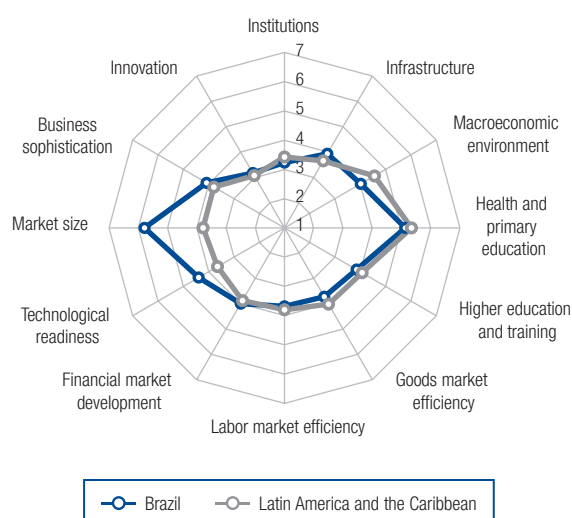 Institutions
7
6
5
4
3
2
1
Infrastructure
Macroeconomic
environment
Health and
primary
education
Higher education
and training
Goods market
efficiency
Labor market efficiency
Financial market
development
Technological
readiness
Market size
Business
sophistication
Innovation
Brazil
Latin America and the Caribbean